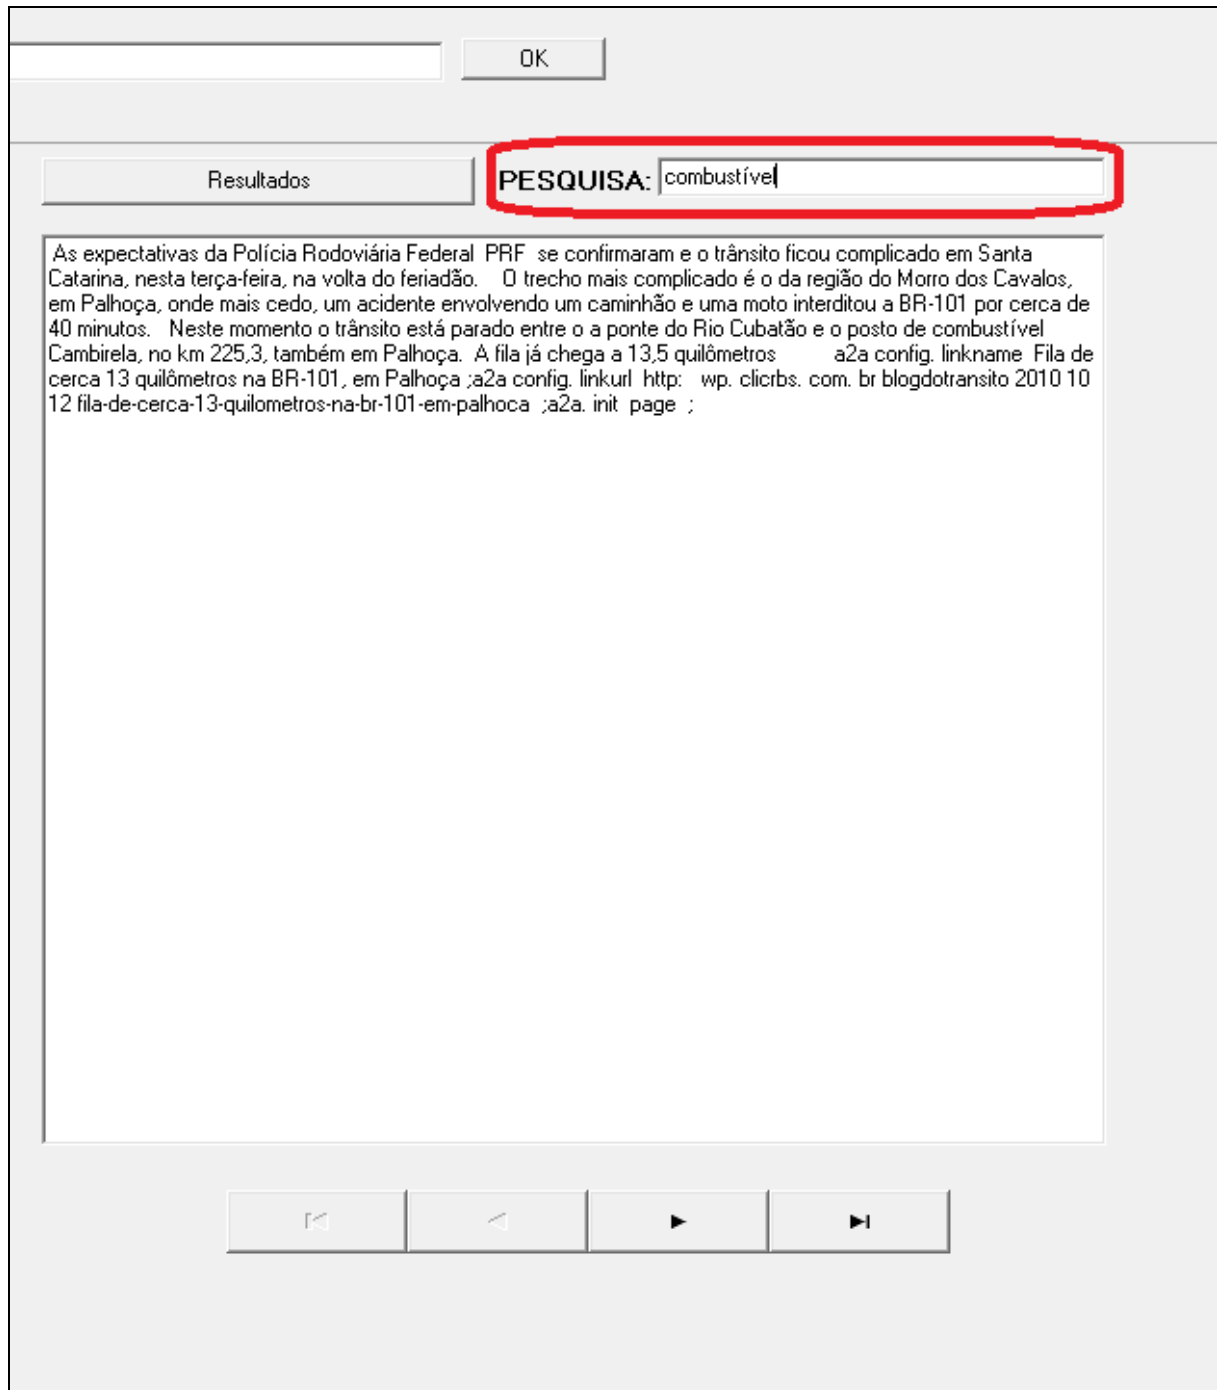 OK
Resultados
PESQUISA: combustível
As expectativas da Polícia Rodoviária Federal  PRF  se confirmaram e o trânsito ficou complicado em Santa
Catarina, nesta terça-feira, na volta do feriadão.    O trecho mais complicado é o da região do Morro dos Cavalos,
em Palhoça, onde mais cedo, um acidente envolvendo um caminhão e uma moto interditou a BR-101 por cerca de
40 minutos.   Neste momento o trânsito está parado entre o a ponte do Rio Cubatão e o posto de combustível
Cambirela, no km 225,3, também em Palhoça.  A fila já chega a 13,5 quilômetros         a2a config. linkname  Fila de
cerca 13 quilômetros na BR-101, em Palhoça ;a2a config. linkurl  http:   wp. clicrbs. com. br blogdotransito 2010 10
12 fila-de-cerca-13-quilometros-na-br-101-em-palhoca  ;a2a. init  page  ;